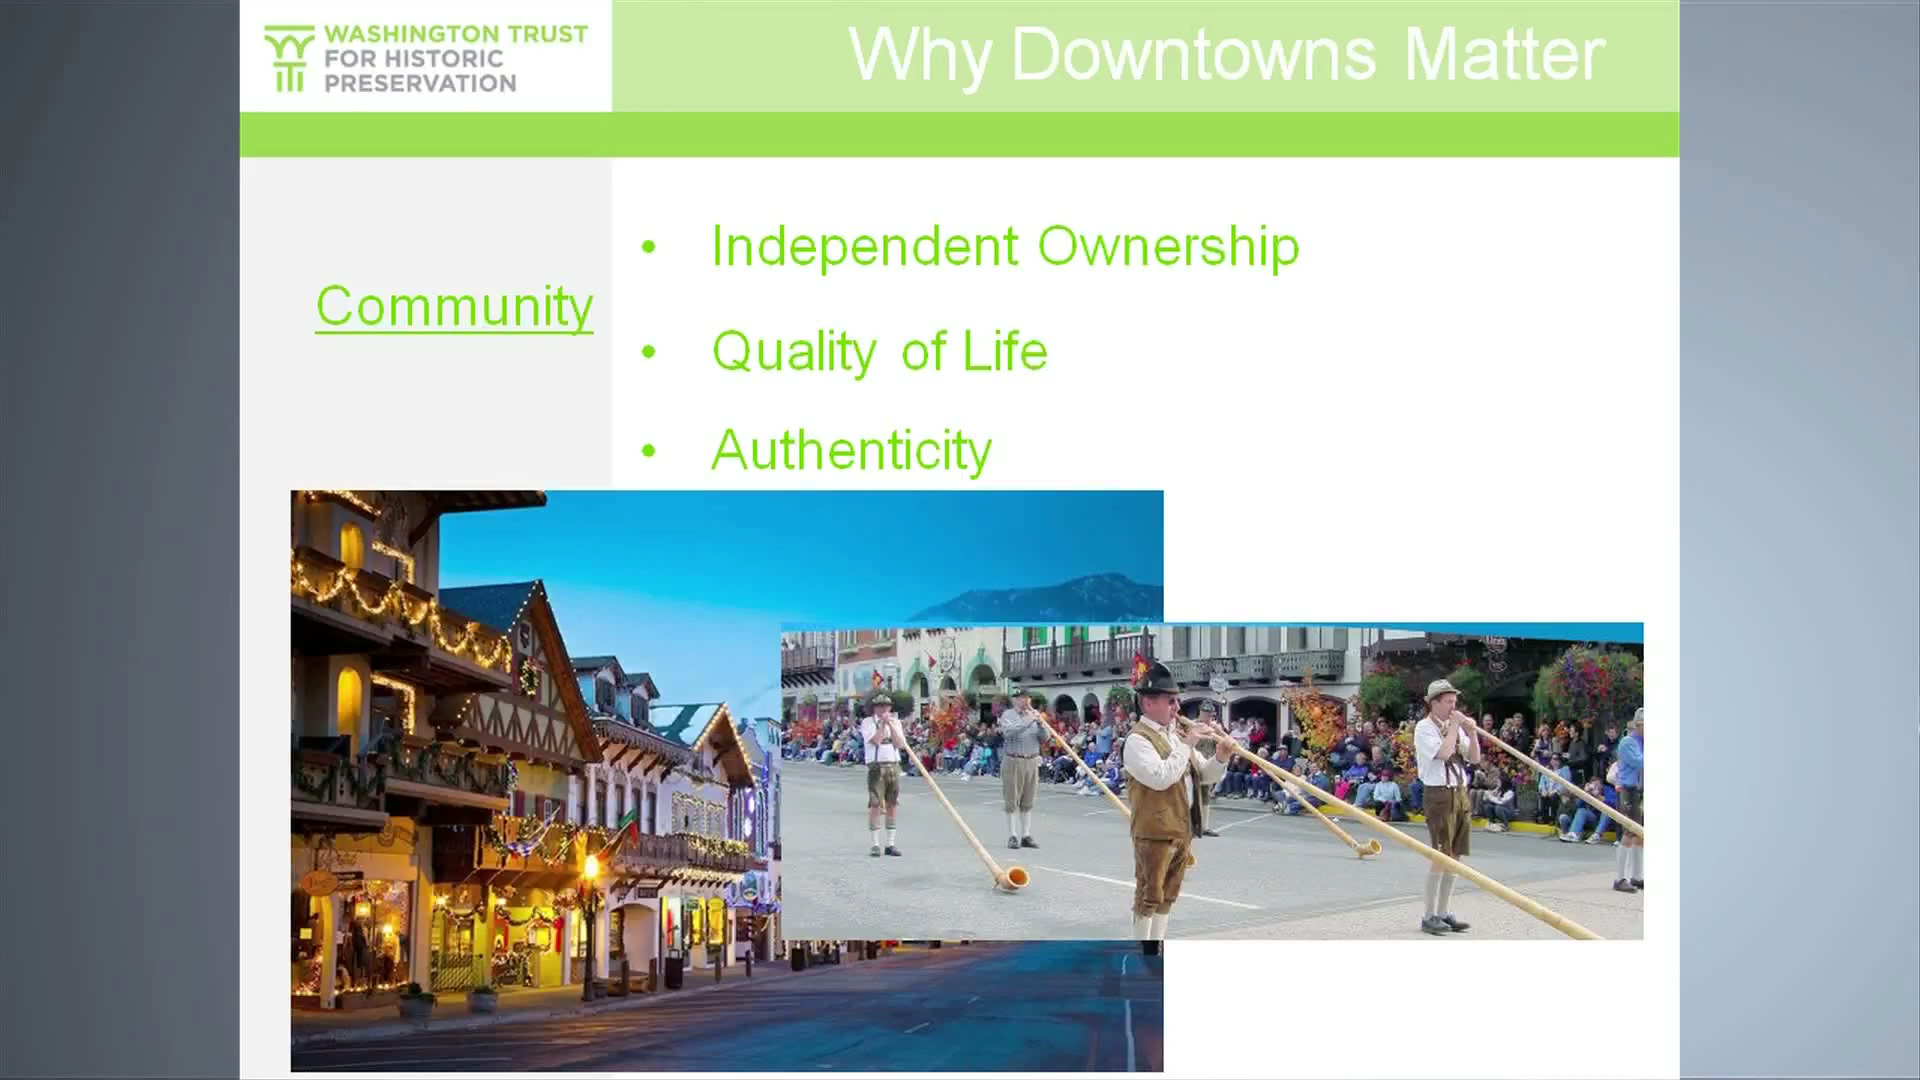 WASHINGTON TRUST
FOR HISTORIC
PRESERVATION
Why Downtowns Matter
Community
• Independent Ownership
• Quality of Life
• Authenticity